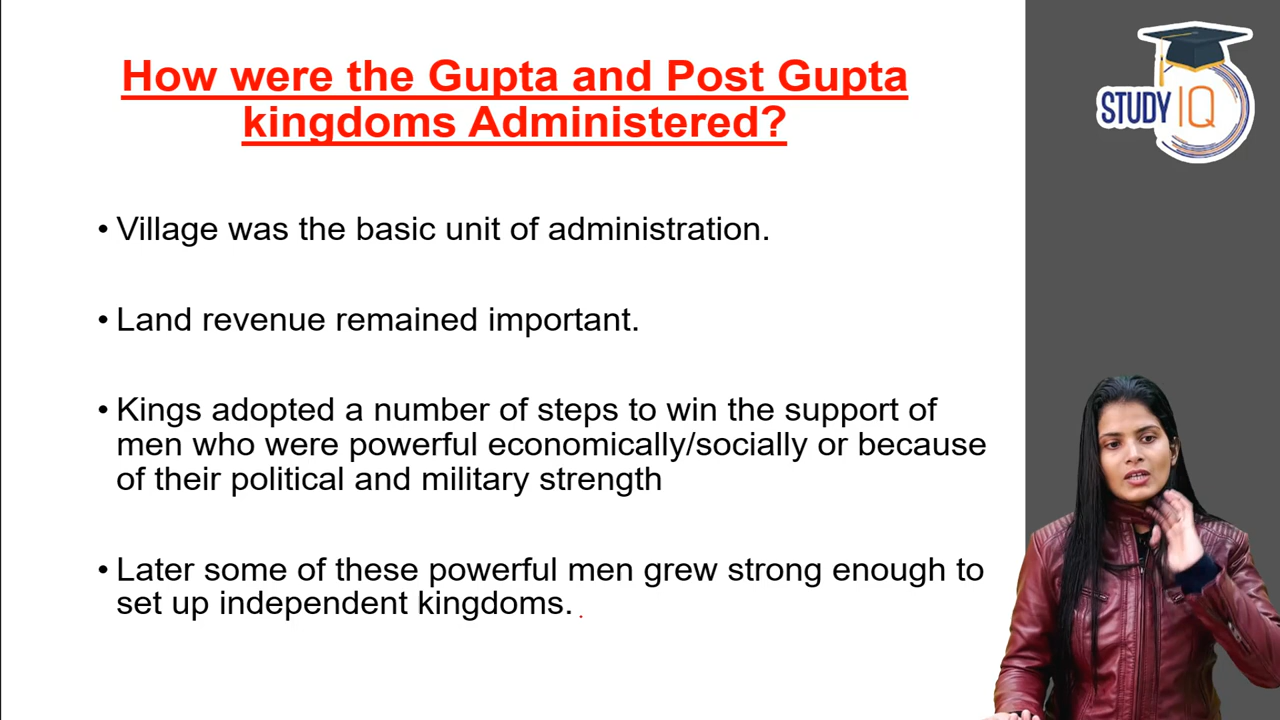 How were the Gupta and Post Gupta
kingdoms Administered?
STUDY IQ
• Village was the basic unit of administration.
• Land revenue remained important.
• Kings adopted a number of steps to win the support of
men who were powerful economically/socially or because
of their political and military strength
• Later some of these powerful men grew strong enough to
set up independent kingdoms.